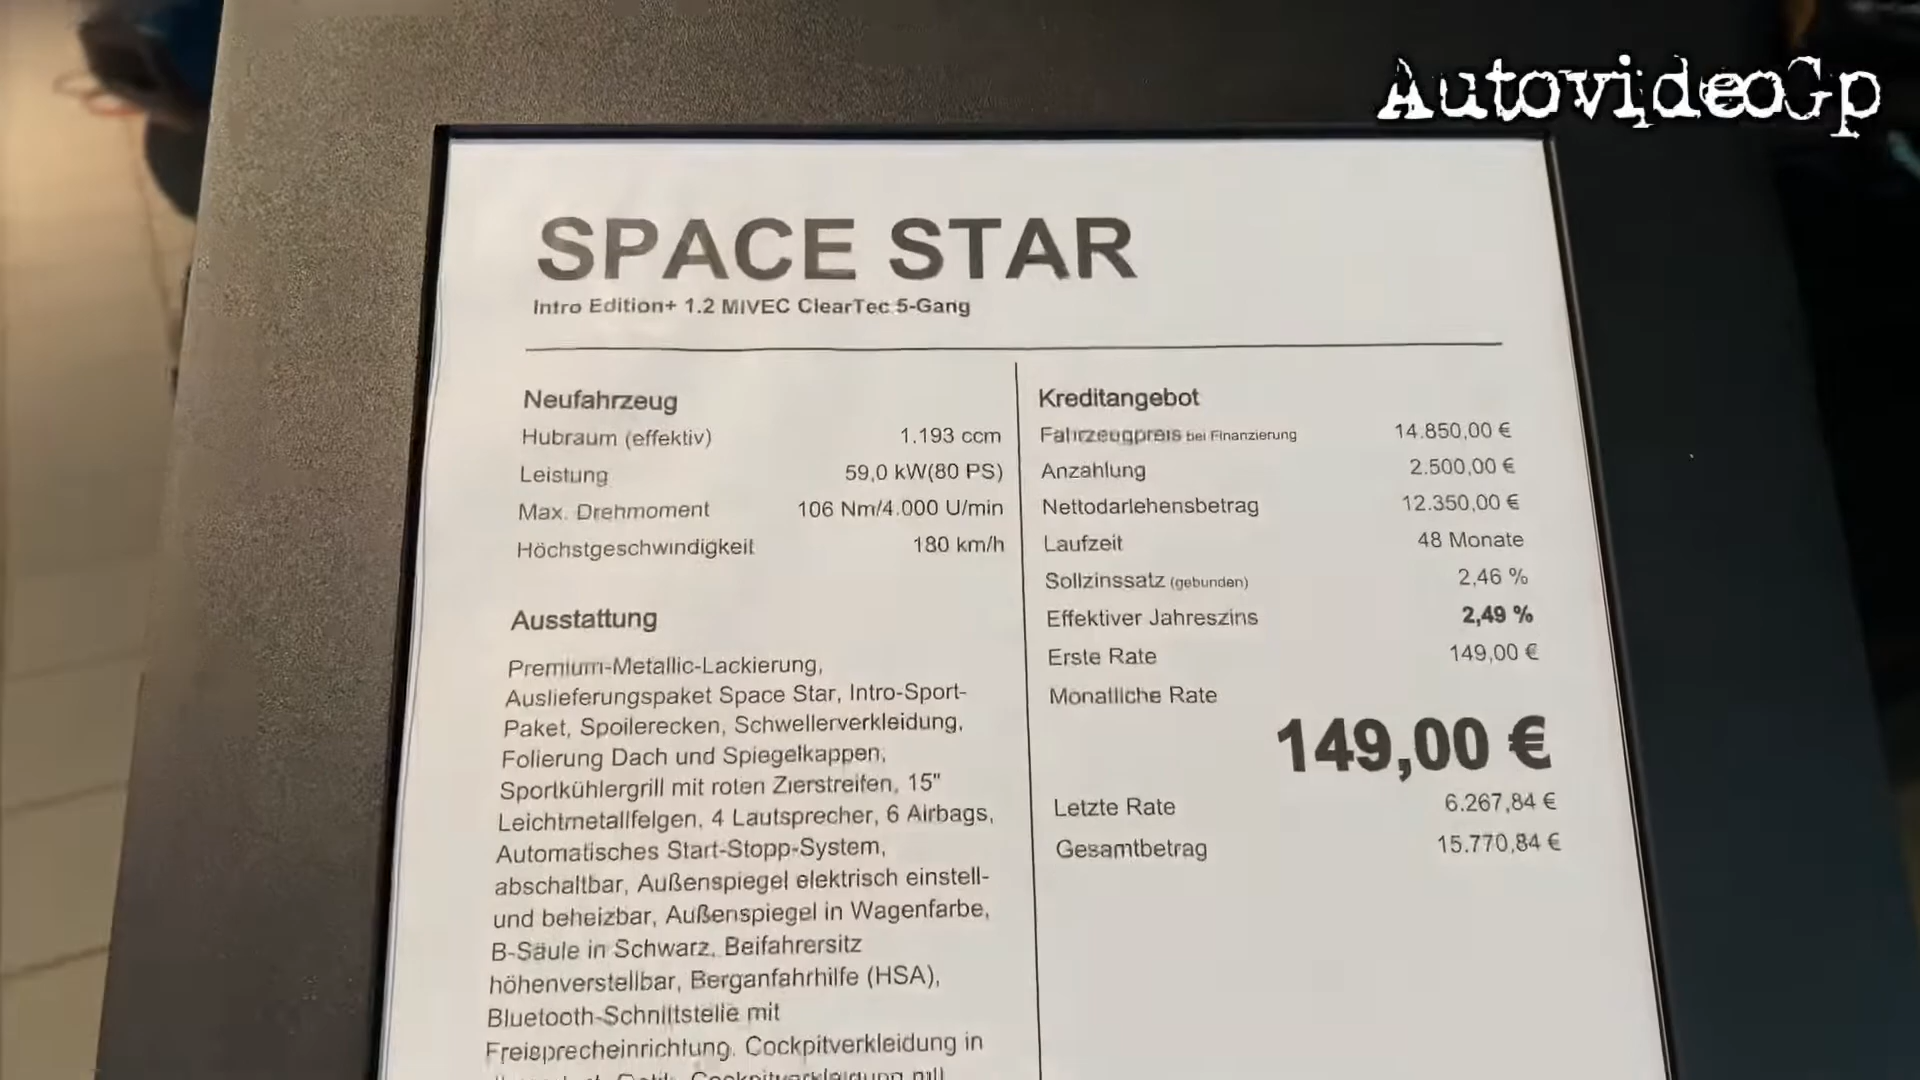 AutovideoGp
SPACE STAR
Intro Edition+ 1.2 MIVEC ClearTec 5-Gang
Neufahrzeug
Hubraum (effektiv) 1.193 ccm
Leistung 59,0 kW(80 PS)
Max. Drehmoment 106 Nm/4.000 U/min
Höchstgeschwindigkeit 180 km/h
Ausstattung
Premium-Metallic-Lackierung,
Auslieferungspaket Space Star, Intro-Sport-
Paket, Spoilerecken, Schwellerverkleidung,
Folierung Dach und Spiegelkappen,
Sportkühlergrill mit roten Zierstreifen, 15"
Leichtmetallfelgen, 4 Lautsprecher, 6 Airbags,
Automatisches Start-Stopp-System,
abschaltbar, Außenspiegel elektrisch einstell-
und beheizbar, Außenspiegel in Wagenfarbe,
B-Säule in Schwarz, Beifahrersitz
höhenverstellbar, Berganfahrhilfe (HSA),
Bluetooth-Schnittstelle mit
Freisprecheinrichtung, Cockpitverkleidung in
Cockpitverkleidung mit
Kreditangebot
Fahrzeugpreis bei Finanzierung 14.850,00 €
Anzahlung 2.500,00 €
Nettodarlehensbetrag 12.350,00 €
Laufzeit 48 Monate
Sollzinssatz (gebunden) 2,46 %
Effektiver Jahreszins 2,49 %
Erste Rate 149,00 €
Monatliche Rate
149,00 €
Letzte Rate 6.267,84 €
Gesamtbetrag 15.770,84 €